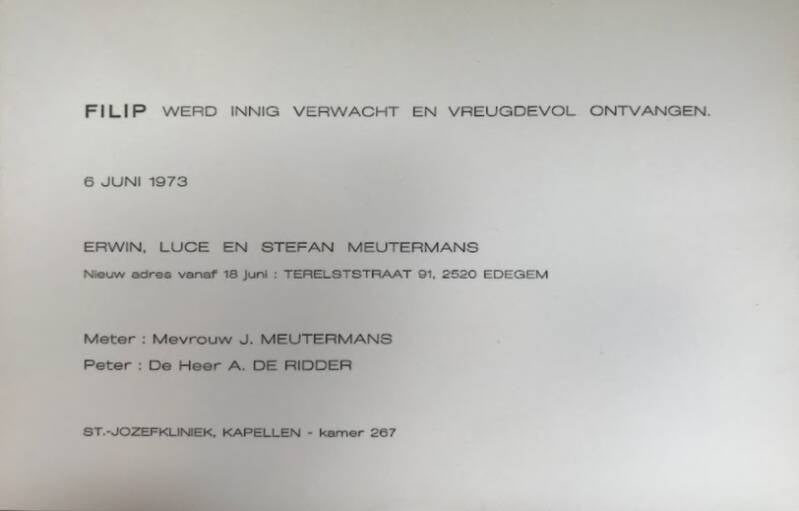 FILIP WERD INNIG VERWACHT EN VREUGDEVOL ONTVANGEN.
6 JUNI 1973
ERWIN, LUCE EN STEFAN MEUTERMANS
Nieuw adres vanaf 18 juni : TERELSTSTRAAT 91, 2520 EDEGEM
Meter : Mevrouw J. MEUTERMANS
Peter : De Heer A. DE RIDDER
ST.-JOZEFKLINIEK, KAPELLEN - kamer 267